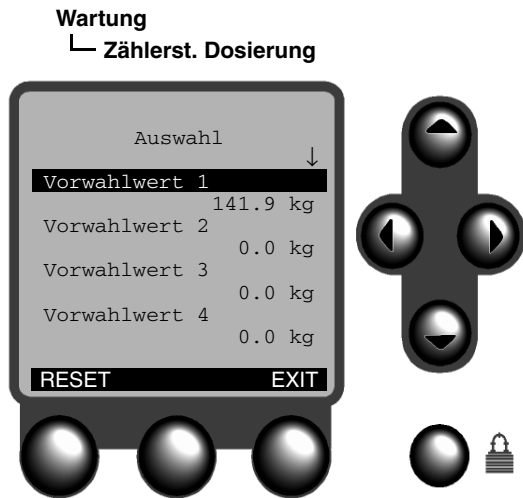 Wartung
Zählerst. Dosierung
Auswahl
↓
Vorwahlwert 1
141.9 kg
Vorwahlwert 2
0.0 kg
Vorwahlwert 3
0.0 kg
Vorwahlwert 4
0.0 kg
RESET EXIT